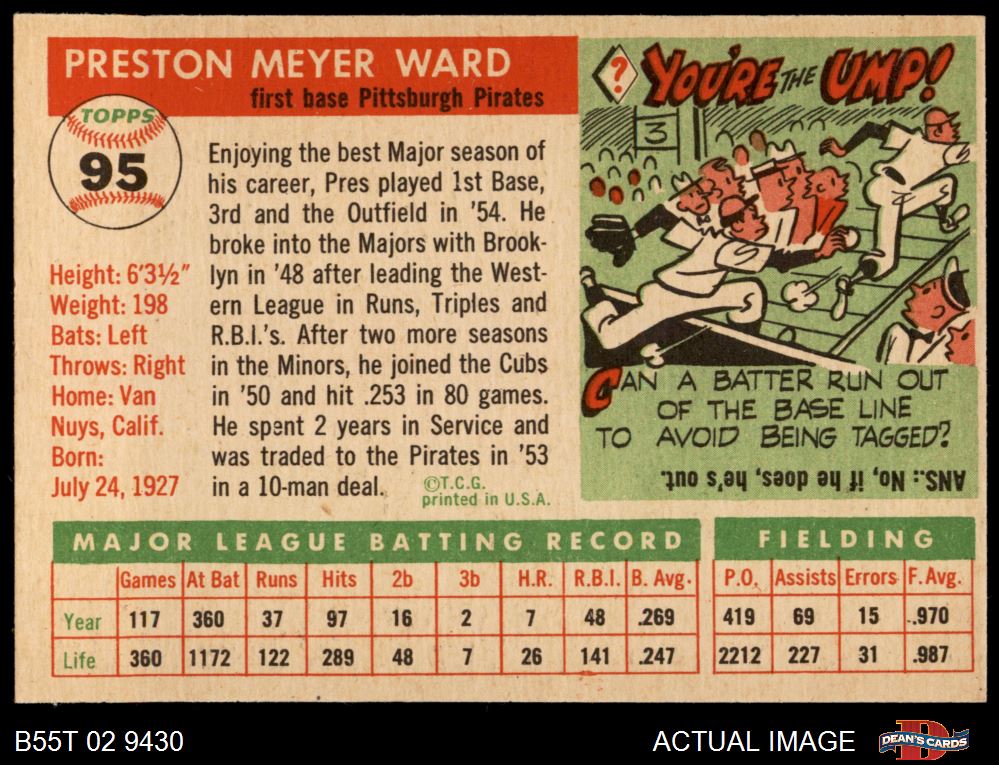 PRESTON MEYER WARD
first base Pittsburgh Pirates
TOPPS
95
Height: 6'3½"
Weight: 198
Bats: Left
Throws: Right
Home: Van
Nuys, Calif.
Born:
July 24, 1927
Enjoying the best Major season of
his career, Pres played 1st Base,
3rd and the Outfield in '54. He
broke into the Majors with Brook-
lyn in '48 after leading the West-
ern League in Runs, Triples and
R.B.I.'s. After two more seasons
in the Minors, he joined the Cubs
in '50 and hit .253 in 80 games.
He spent 2 years in Service and
was traded to the Pirates in '53
in a 10-man deal.
©T.C.G.
printed in U.S.A.
? YOU'RE THE UMP!
3
CAN A BATTER RUN OUT
OF THE BASE LINE
TO AVOID BEING TAGGED?
ANS.: No, if he does, he's out.
MAJOR LEAGUE BATTING RECORD
Games At Bat Runs Hits 2b 3b H.R. R.B.I. B. Avg.
Year 117 360 37 97 16 2 7 48 .269
Life 360 1172 122 289 48 7 26 141 .247
FIELDING
P.O. Assists Errors F. Avg.
419 69 15 .970
2212 227 31 .987
B55T 02 9430
ACTUAL IMAGE
D
DEAN'S CARDS